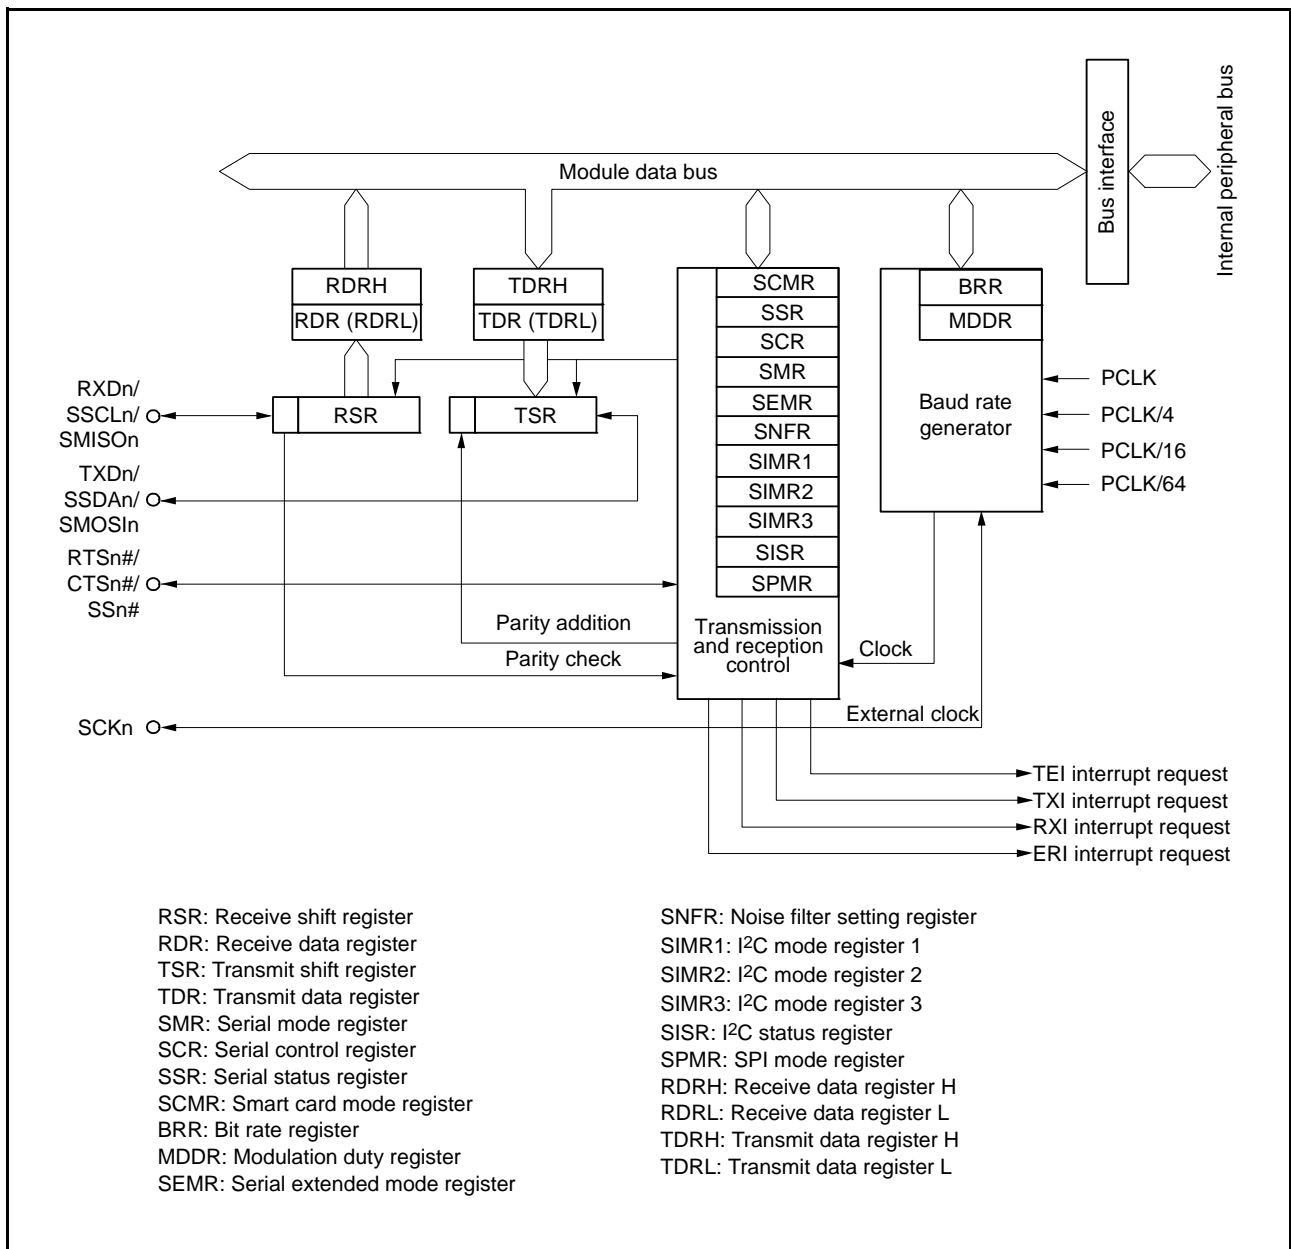 Internal peripheral bus
Bus interface
Module data bus
RDRH
RDR (RDRL)
TDRH
TDR (TDRL)
SCMR
SSR
SCR
SMR
SEMR
SNFR
SIMR1
SIMR2
SIMR3
SISR
SPMR
Transmission
and reception
control
BRR
MDDR
Baud rate
generator
PCLK
PCLK/4
PCLK/16
PCLK/64
RXDn/
SSCLn/
SMISOn
RSR
TSR
TXDn/
SSDAn/
SMOSIn
RTSn#/
CTSn#/
SSn#
Parity addition
Parity check
Clock
External clock
SCKn
TEI interrupt request
TXI interrupt request
RXI interrupt request
ERI interrupt request
RSR: Receive shift register
RDR: Receive data register
TSR: Transmit shift register
TDR: Transmit data register
SMR: Serial mode register
SCR: Serial control register
SSR: Serial status register
SCMR: Smart card mode register
BRR: Bit rate register
MDDR: Modulation duty register
SEMR: Serial extended mode register
SNFR: Noise filter setting register
SIMR1: I2C mode register 1
SIMR2: I2C mode register 2
SIMR3: I2C mode register 3
SISR: I2C status register
SPMR: SPI mode register
RDRH: Receive data register H
RDRL: Receive data register L
TDRH: Transmit data register H
TDRL: Transmit data register L